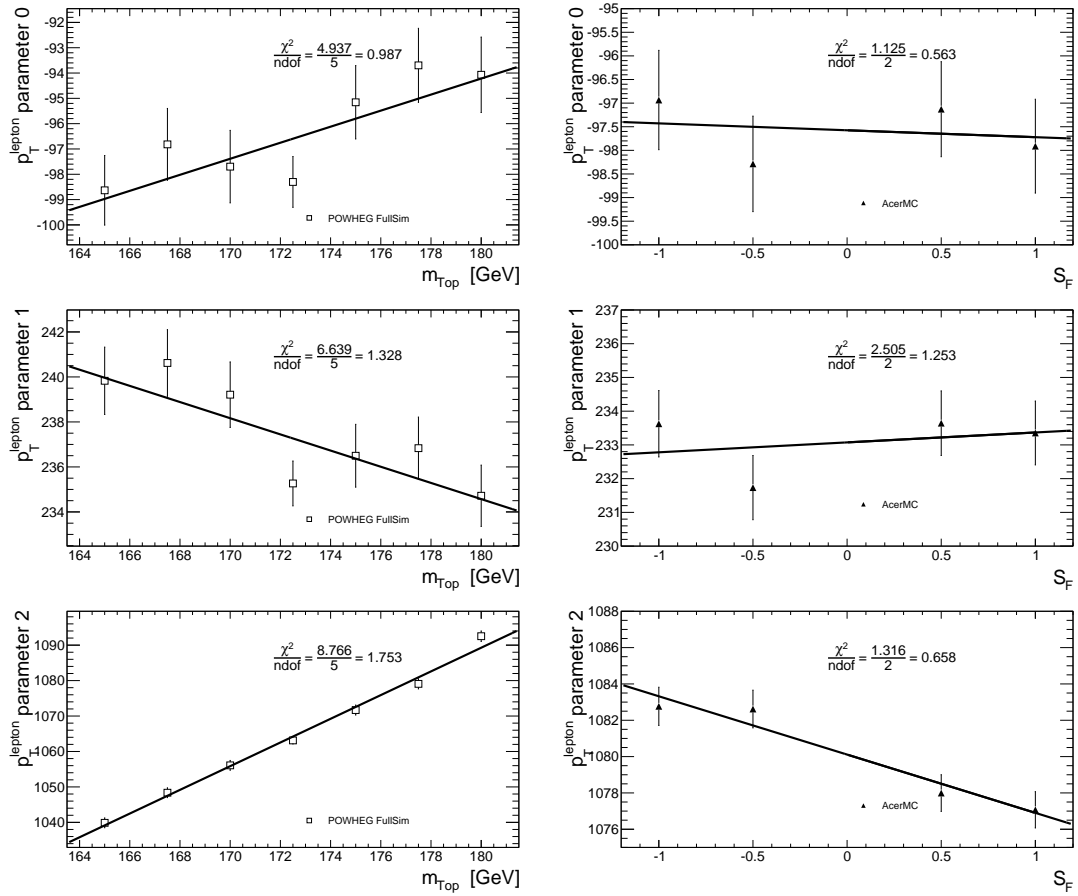 p_T^lepton parameter 0
-92
-93
-94
-95
-96
-97
-98
-99
-100
χ²/ndof = 4.937/5 = 0.987
POWHEG FullSim
164 166 168 170 172 174 176 178 180
m_Top [GeV]
p_T^lepton parameter 0
-95
-95.5
-96
-96.5
-97
-97.5
-98
-98.5
-99
-99.5
-100
χ²/ndof = 1.125/2 = 0.563
AcerMC
-1 -0.5 0 0.5 1
S_F
p_T^lepton parameter 1
242
240
238
236
234
χ²/ndof = 6.639/5 = 1.328
POWHEG FullSim
164 166 168 170 172 174 176 178 180
m_Top [GeV]
p_T^lepton parameter 1
237
236
235
234
233
232
231
230
χ²/ndof = 2.505/2 = 1.253
AcerMC
-1 -0.5 0 0.5 1
S_F
p_T^lepton parameter 2
1090
1080
1070
1060
1050
1040
χ²/ndof = 8.766/5 = 1.753
POWHEG FullSim
164 166 168 170 172 174 176 178 180
m_Top [GeV]
p_T^lepton parameter 2
1088
1086
1084
1082
1080
1078
1076
χ²/ndof = 1.316/2 = 0.658
AcerMC
-1 -0.5 0 0.5 1
S_F